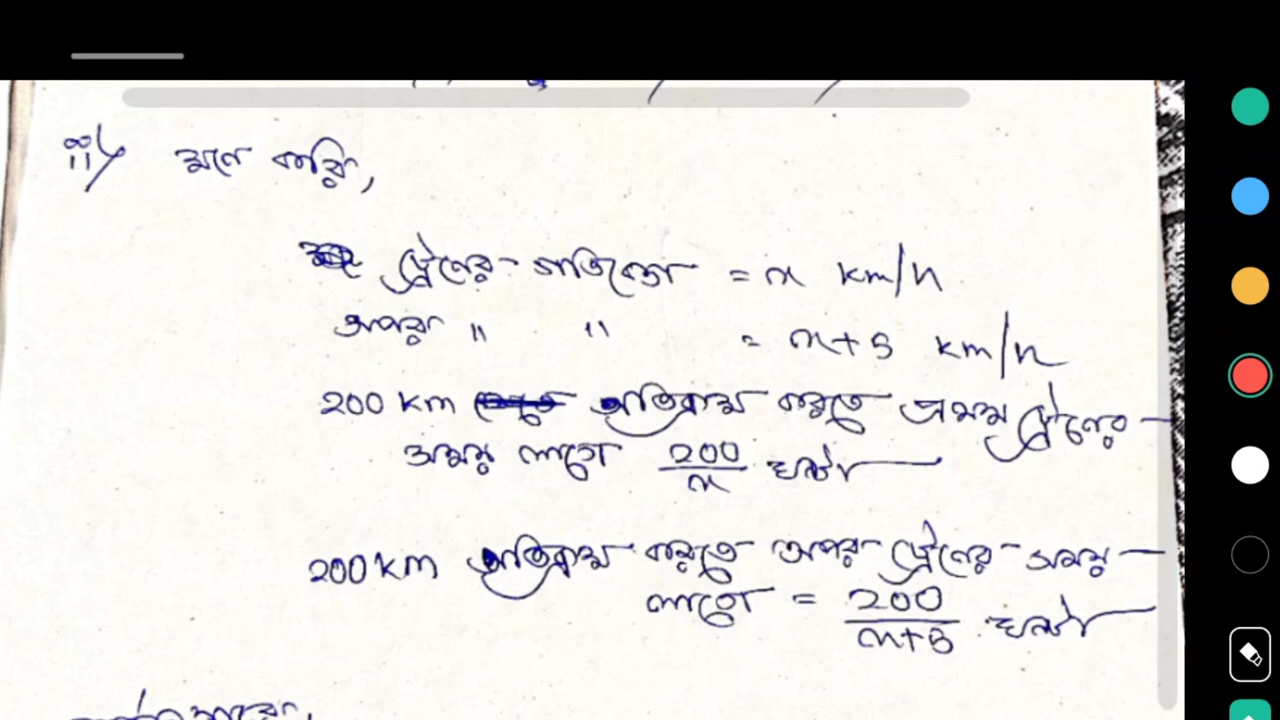 ii) মনে করি,
ট্রেনের গতিবেগ = x km/h
অপর " " = x+5 km/h
200 km অতিক্রম করতে প্রথম ট্রেনের
সময় লাগে 200/x ঘন্টা
200 km অতিক্রম করতে অপর ট্রেনের সময়
লাগে = 200/x+5 ঘন্টা